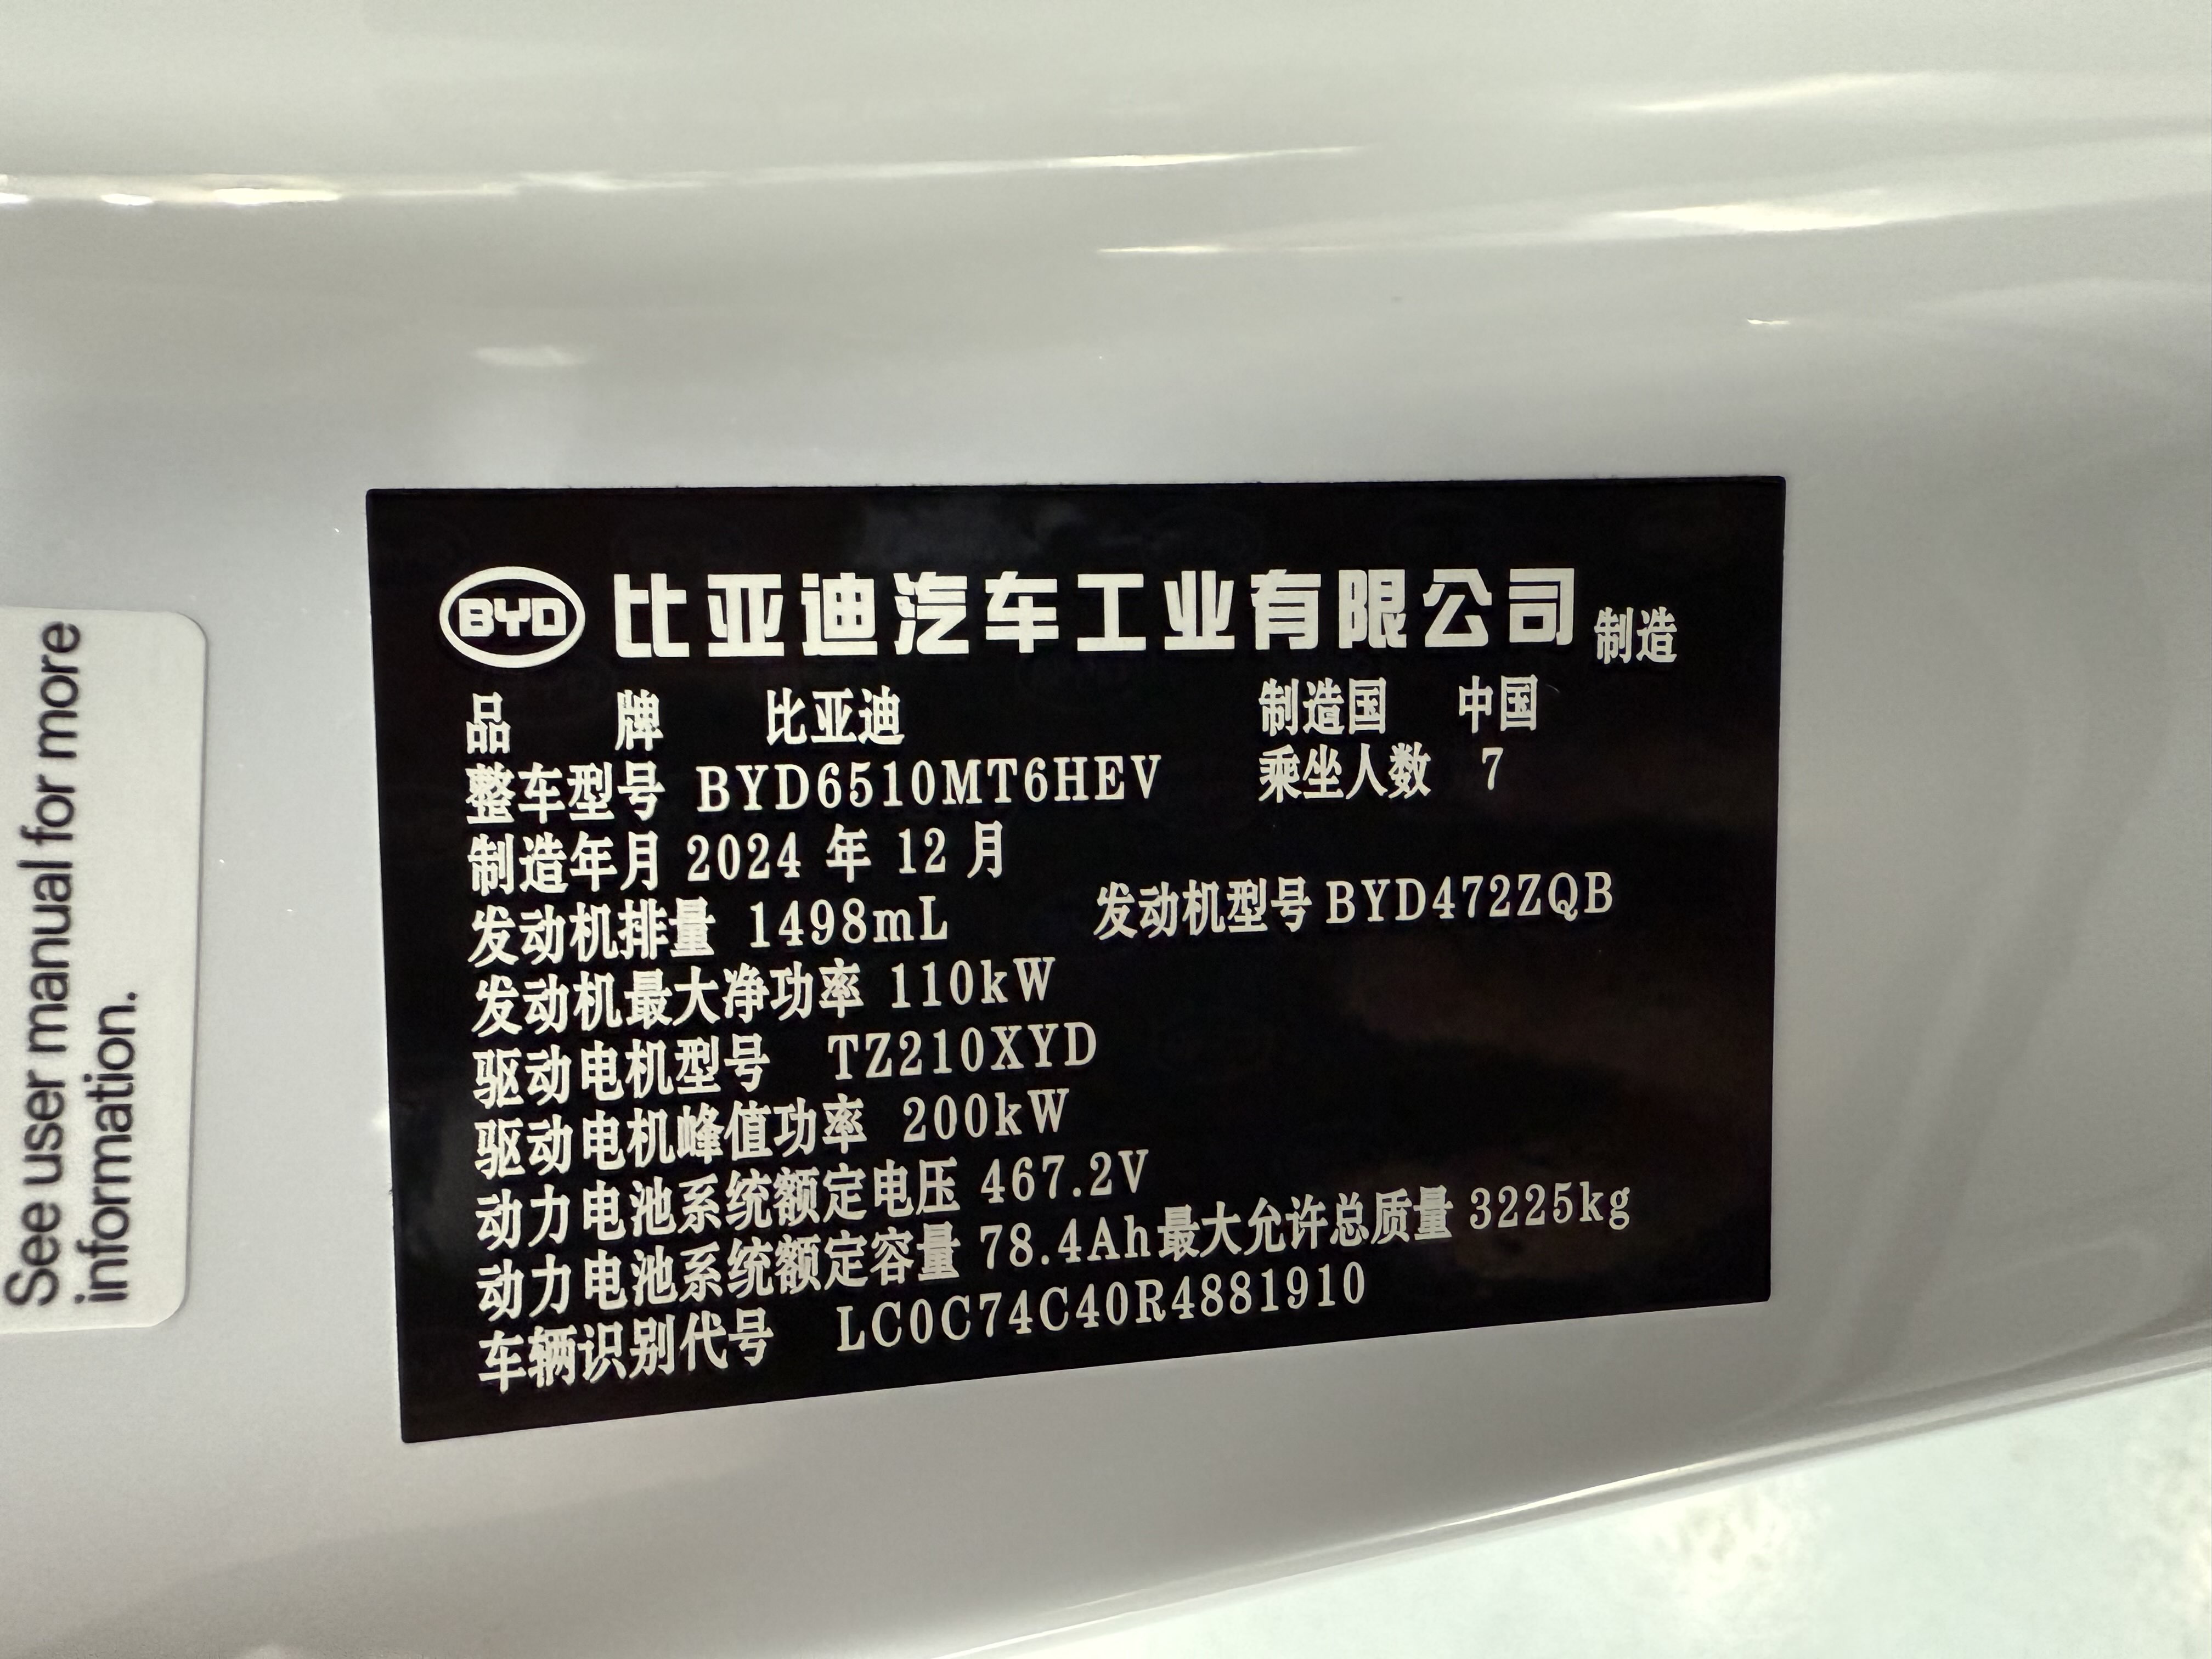 BYD 比亚迪汽车工业有限公司 制造
品 牌 比亚迪 制造国 中国
整车型号 BYD6510MT6HEV 乘坐人数 7
制造年月 2024 年 12 月
发动机排量 1498mL 发动机型号 BYD472ZQB
发动机最大净功率 110kW
驱动电机型号 TZ210XYD
驱动电机峰值功率 200kW
动力电池系统额定电压 467.2V
动力电池系统额定容量 78.4Ah 最大允许总质量 3225kg
车辆识别代号 LC0C74C40R4881910
See user manual for more
information.